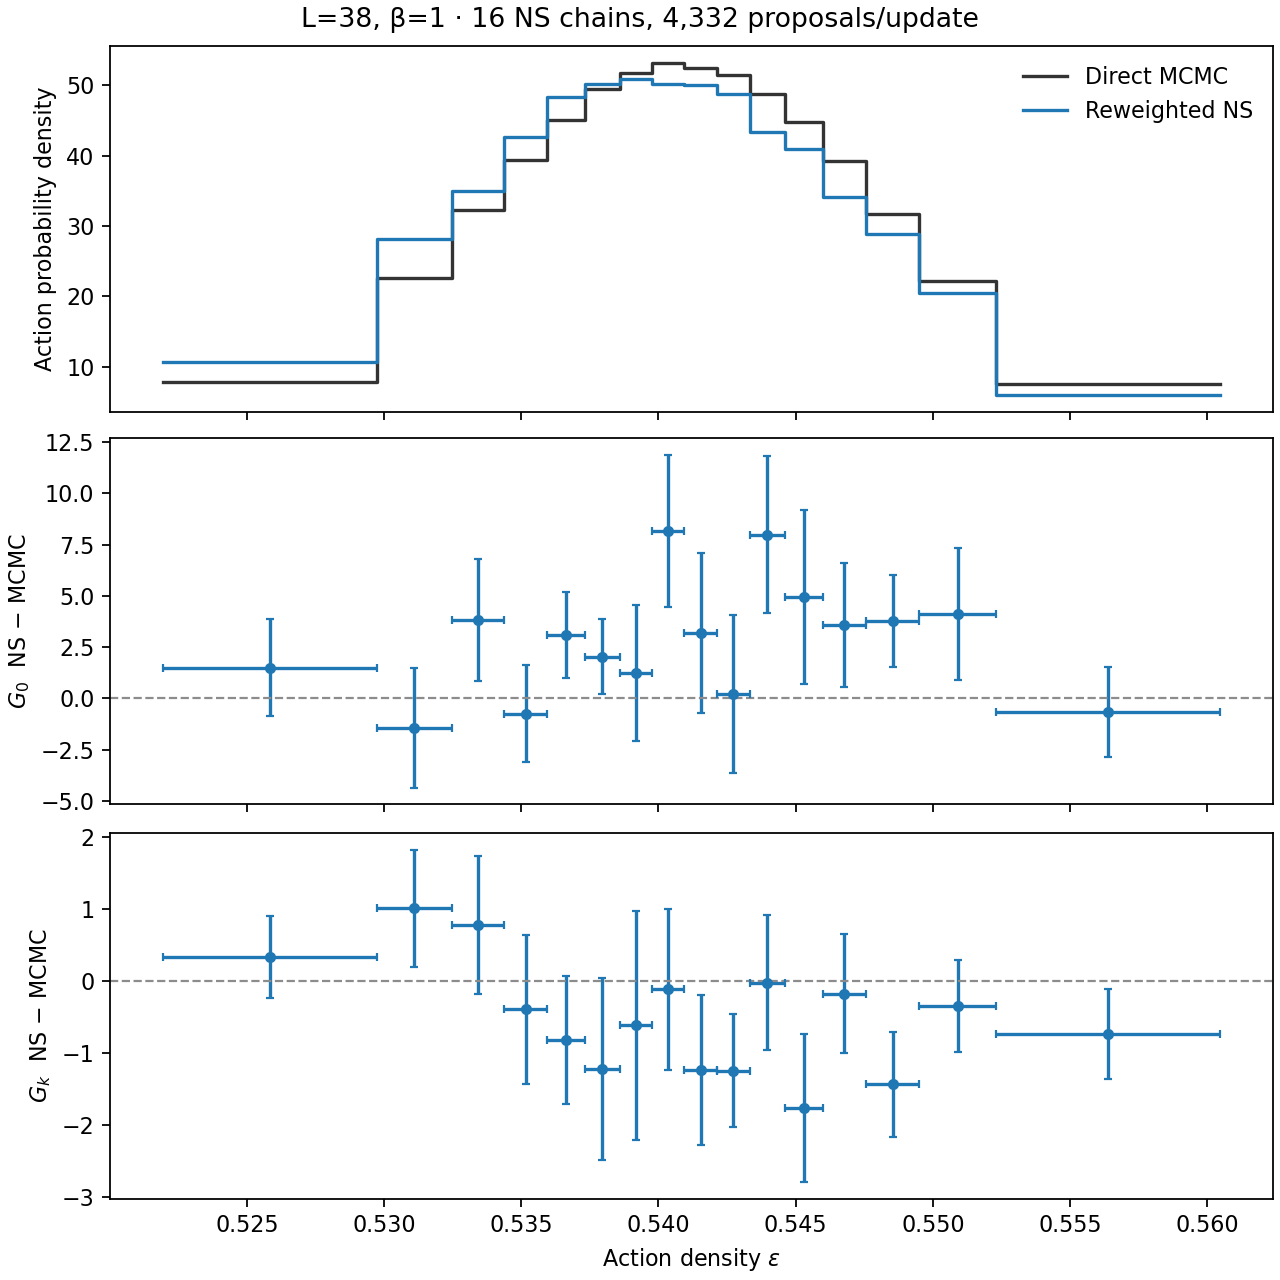 L=38, β=1 · 16 NS chains, 4,332 proposals/update
Action probability density
50
40
30
20
10
Direct MCMC
Reweighted NS
G₀ NS − MCMC
12.5
10.0
7.5
5.0
2.5
0.0
−2.5
−5.0
Gₖ NS − MCMC
2
1
0
−1
−2
−3
0.525 0.530 0.535 0.540 0.545 0.550 0.555 0.560
Action density ε